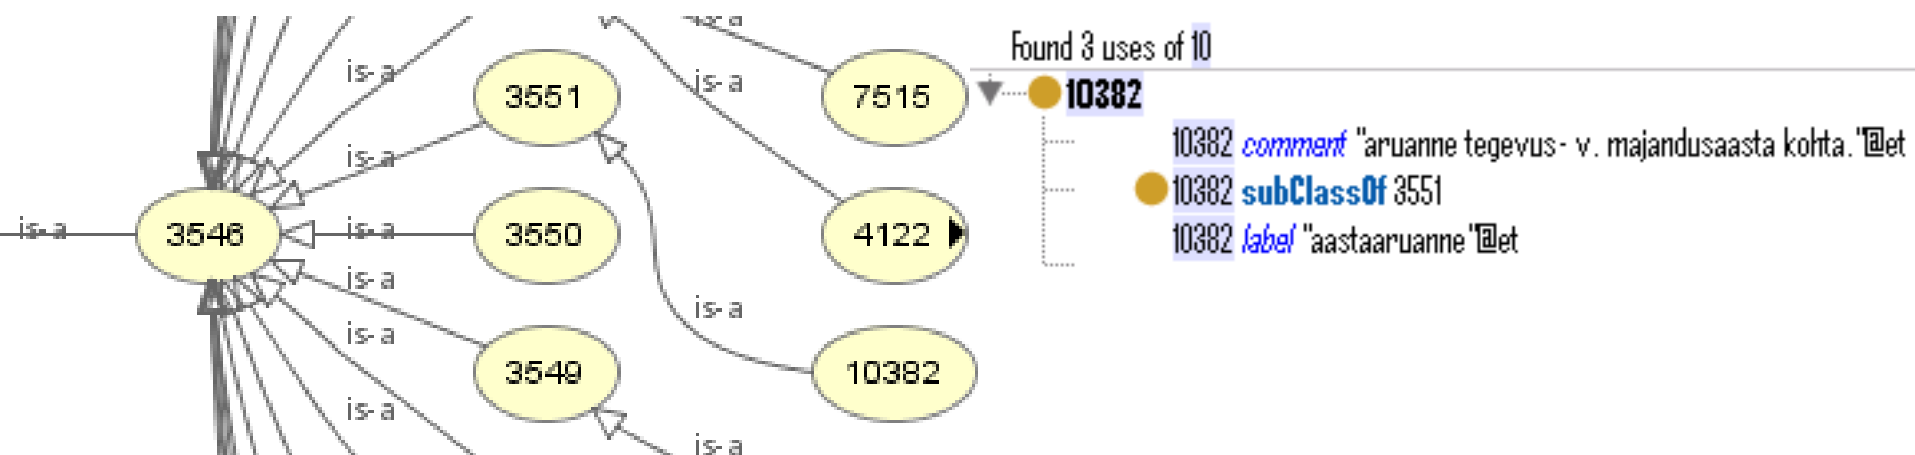 is-a
is-a
3551
is-a
7515
is-a
is-a
3546
is-a
3550
4122
is-a
is-a
is-a
3549
10382
is-a
is-a
Found 3 uses of 10
10382
10382 comment "aruanne tegevus- v. majandusaasta kohta."@et
10382 subClassOf 3551
10382 label "aastaaruanne"@et